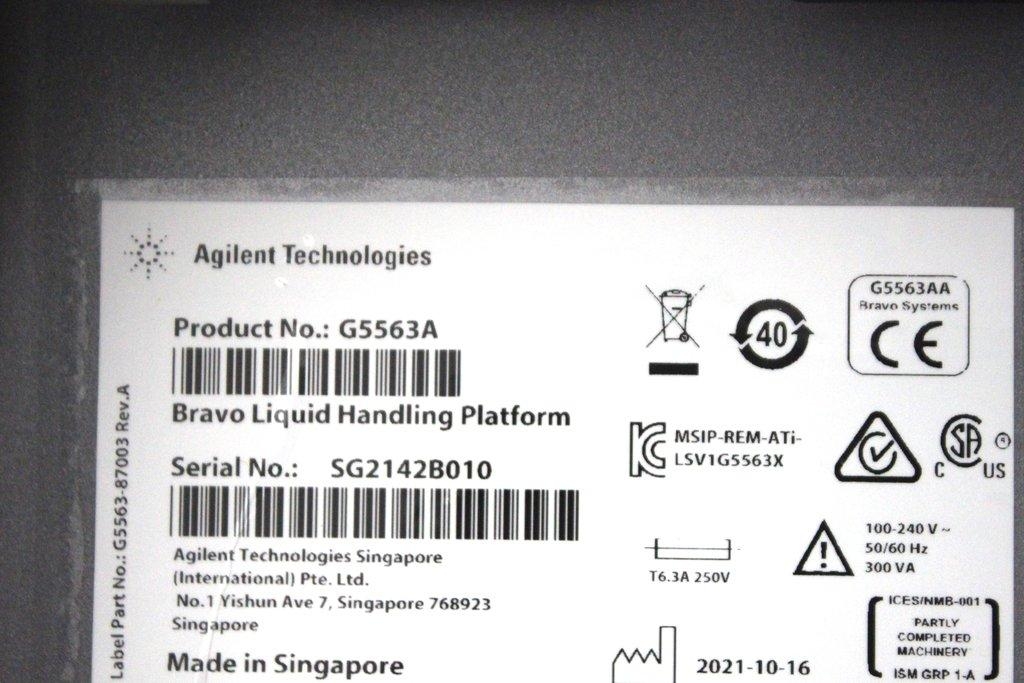 Agilent Technologies
Product No.: G5563A
Bravo Liquid Handling Platform
Serial No.: SG2142B010
Agilent Technologies Singapore
(International) Pte. Ltd.
No.1 Yishun Ave 7, Singapore 768923
Singapore
Made in Singapore
Label Part No.: G5563-87003 Rev.A
40
G5563AA
Bravo Systems
CE
MSIP-REM-ATi-
LSV1G5563X
SA
C US
T6.3A 250V
100-240 V ~
50/60 Hz
300 VA
2021-10-16
ICES/NMB-001
PARTLY
COMPLETED
MACHINERY
ISM GRP 1-A